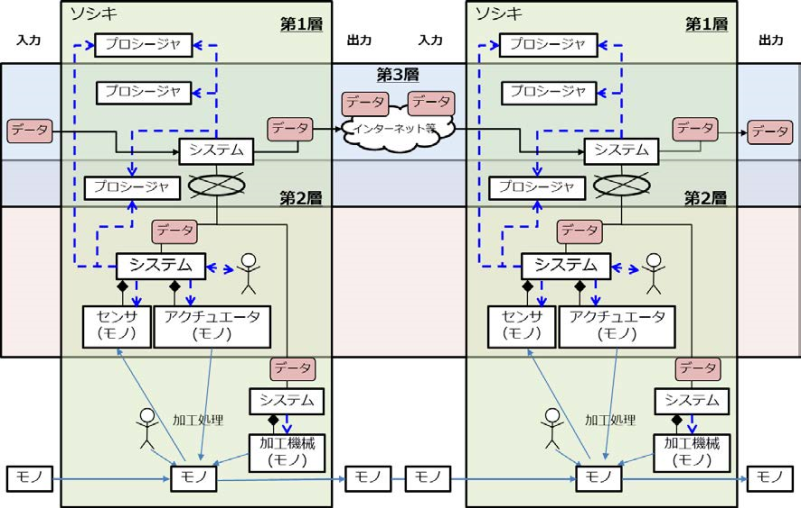 ソシキ
第1層
ソシキ
第1層
入力
プロシージャ
出力
入力
プロシージャ
出力
第3層
プロシージャ
データ
データ
プロシージャ
データ
データ
インターネット等
データ
データ
データ
システム
システム
プロシージャ
プロシージャ
第2層
第2層
データ
データ
システム
システム
センサ
(モノ)
アクチュエータ
(モノ)
センサ
(モノ)
アクチュエータ
(モノ)
データ
データ
システム
システム
加工処理
加工処理
加工機械
(モノ)
加工機械
(モノ)
モノ
モノ
モノ
モノ
モノ
モノ